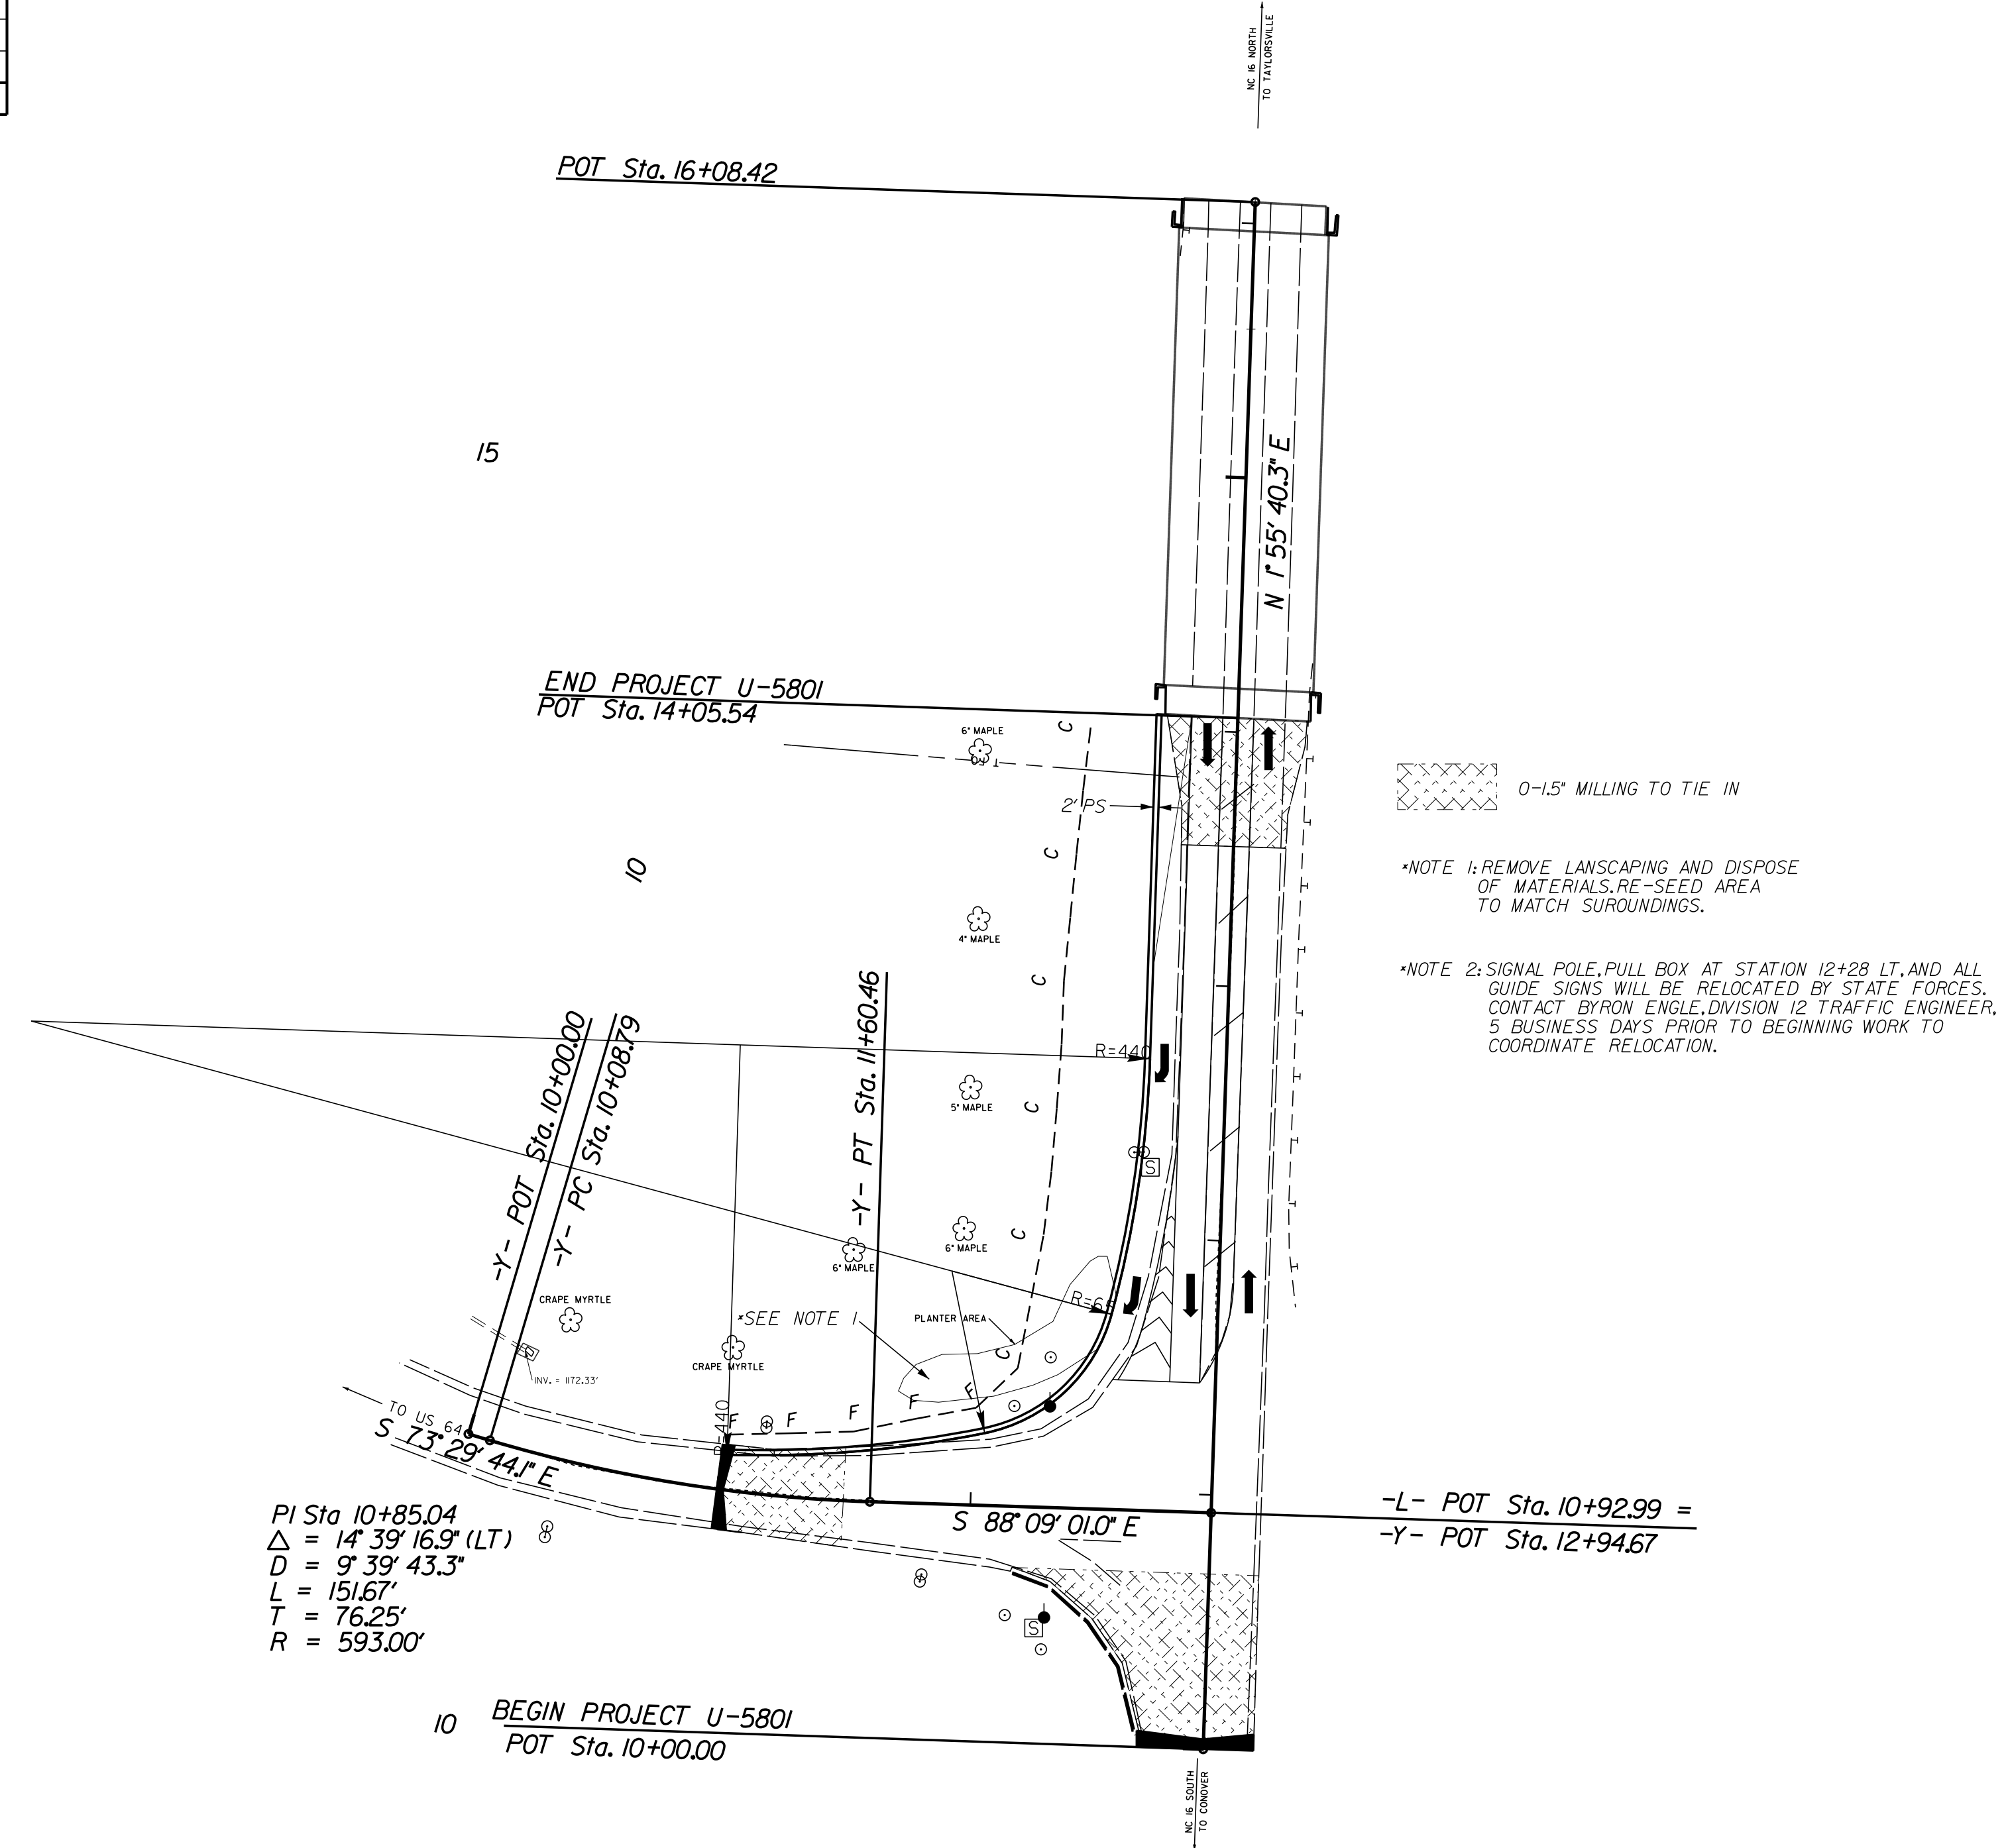 NC 16 NORTH
TO TAYLORSVILLE
POT Sta. 16+08.42
15
N 1° 55' 40.3" E
END PROJECT U-5801
POT Sta. 14+05.54
6" MAPLE
C
2' PS
0-1.5" MILLING TO TIE IN
C
10
*NOTE 1: REMOVE LANSCAPING AND DISPOSE
OF MATERIALS. RE-SEED AREA
TO MATCH SUROUNDINGS.
4" MAPLE
C
*NOTE 2: SIGNAL POLE, PULL BOX AT STATION 12+28 LT, AND ALL
GUIDE SIGNS WILL BE RELOCATED BY STATE FORCES.
CONTACT BYRON ENGLE, DIVISION 12 TRAFFIC ENGINEER,
5 BUSINESS DAYS PRIOR TO BEGINNING WORK TO
COORDINATE RELOCATION.
-Y- POT Sta. 10+00.00
-Y- PC Sta. 10+08.79
-Y- PT Sta. 11+60.46
R=440
5" MAPLE
C
S
C
6" MAPLE
6" MAPLE
CRAPE MYRTLE
*SEE NOTE 1
PLANTER AREA
CRAPE MYRTLE
C
INV. = 1172.33'
F
F
F
F
F
R=440
TO US 64
S 73° 29' 44.1" E
PI Sta 10+85.04
△ = 14° 39' 16.9" (LT)
D = 9° 39' 43.3"
L = 151.67'
T = 76.25'
R = 593.00'
S 88° 09' 01.0" E
-L- POT Sta. 10+92.99 =
-Y- POT Sta. 12+94.67
S
10
BEGIN PROJECT U-5801
POT Sta. 10+00.00
NC 16 SOUTH
TO CONOVER